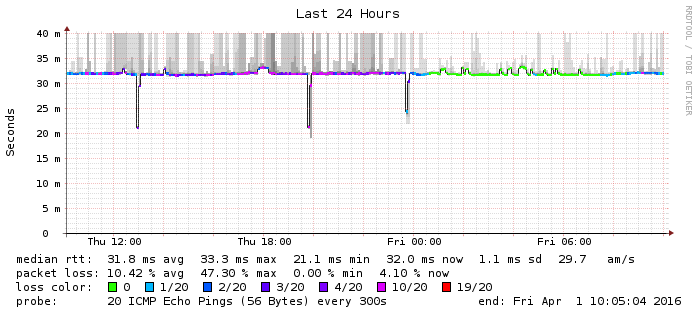 Last 24 Hours
RRDTOOL / TOBI OETIKER
Seconds
40 m
35 m
30 m
25 m
20 m
15 m
10 m
5 m
0
Thu 12:00 Thu 18:00 Fri 00:00 Fri 06:00
median rtt: 31.8 ms avg 33.3 ms max 21.1 ms min 32.0 ms now 1.1 ms sd 29.7 am/s
packet loss: 10.42 % avg 47.30 % max 0.00 % min 4.10 % now
loss color: 0 1/20 2/20 3/20 4/20 10/20 19/20
probe: 20 ICMP Echo Pings (56 Bytes) every 300s end: Fri Apr 1 10:05:04 2016